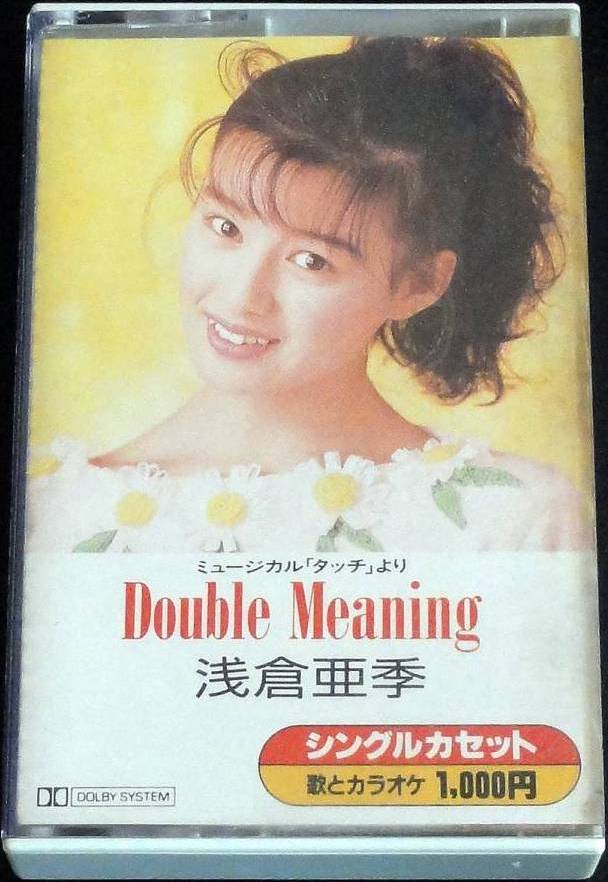 ミュージカル「タッチ」より
Double Meaning
浅倉亜季
シングルカセット
歌とカラオケ 1,000円
DOLBY SYSTEM